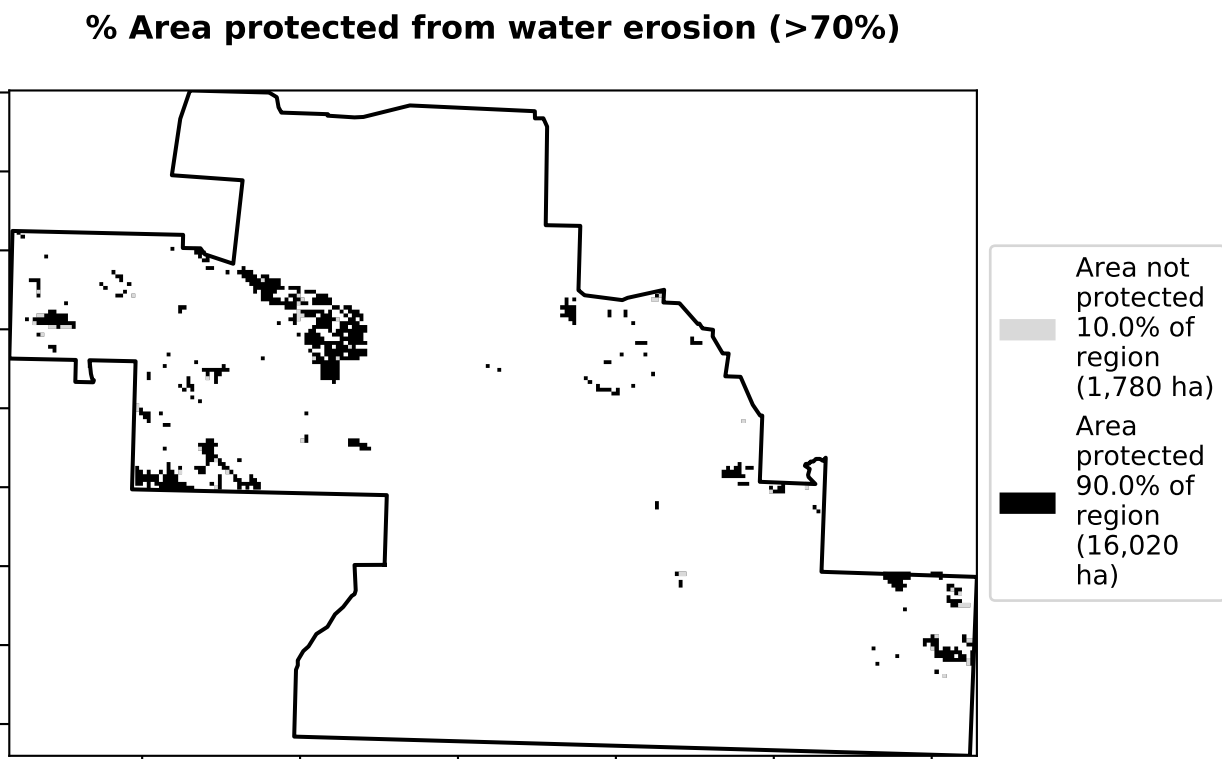 % Area protected from water erosion (>70%)
Area not
protected
10.0% of
region
(1,780 ha)
Area
protected
90.0% of
region
(16,020
ha)